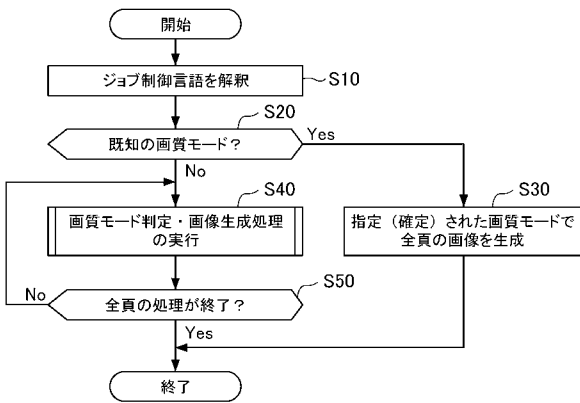 開始
ジョブ制御言語を解釈
S10
S20
既知の画質モード？
Yes
No
S40
画質モード判定・画像生成処理
の実行
S30
指定（確定）された画質モードで
全頁の画像を生成
No
全頁の処理が終了？
S50
Yes
終了